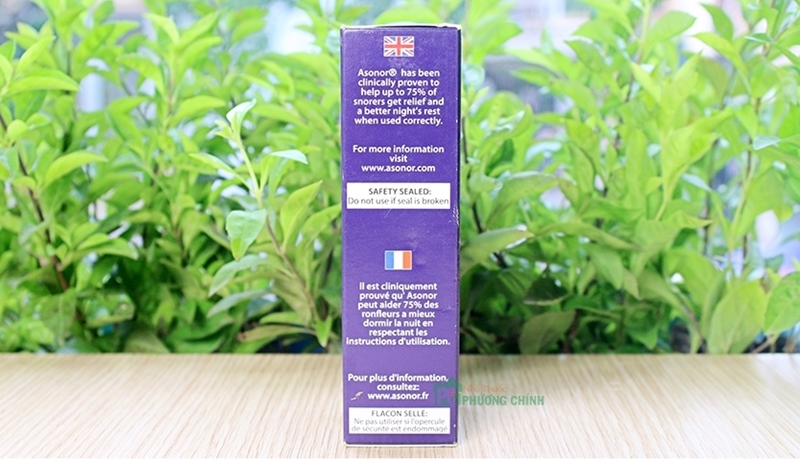 Asonor® has been
clinically proven to
help up to 75% of
snorers get relief and
a better night's rest
when used correctly.
For more information
visit
www.asonor.com
SAFETY SEALED:
Do not use if seal is broken
Il est cliniquement
prouvé qu' Asonor
peut aider 75% des
ronfleurs a mieux
dormir la nuit en
respectant les
instructions d'utilisation.
Pour plus d'information,
consultez:
www.asonor.fr
PHƯƠNG CHÍNH
FLACON SELLÉ:
Ne pas utiliser si l'opercule
de sécurité est endommagé